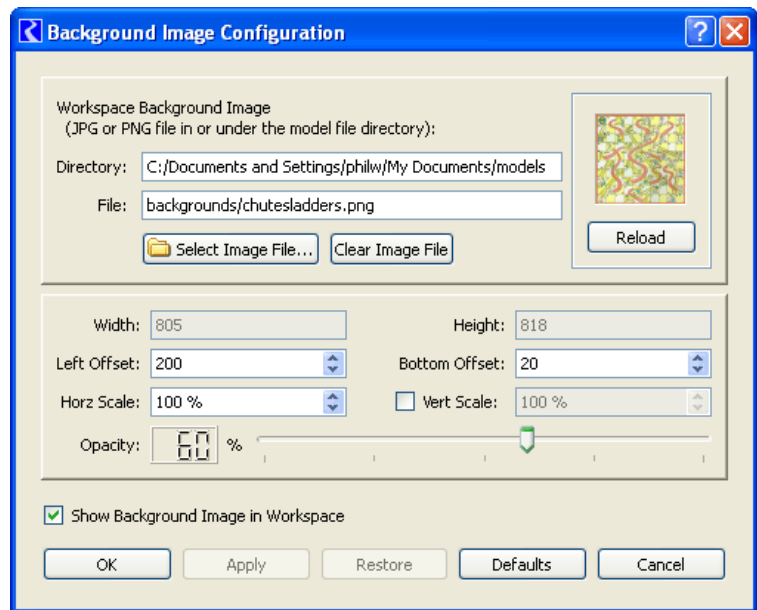 Background Image Configuration
Workspace Background Image
(JPG or PNG file in or under the model file directory):
Directory: C:/Documents and Settings/philw/My Documents/models
File: backgrounds/chutesladders.png
Select Image File... Clear Image File Reload
Width: 805 Height: 818
Left Offset: 200 Bottom Offset: 20
Horz Scale: 100 % Vert Scale: 100 %
Opacity: 60 %
Show Background Image in Workspace
OK Apply Restore Defaults Cancel